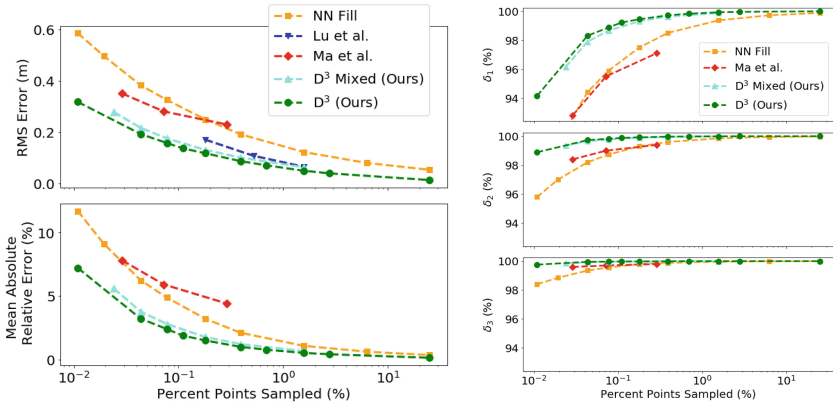 NN Fill
Lu et al.
Ma et al.
D³ Mixed (Ours)
D³ (Ours)
0.6
0.4
0.2
0.0
RMS Error (m)
10
5
0
Mean Absolute
Relative Error (%)
10⁻²
10⁻¹
10⁰
10¹
Percent Points Sampled (%)
100
98
96
94
δ₁ (%)
NN Fill
Ma et al.
D³ Mixed (Ours)
D³ (Ours)
100
98
96
94
δ₂ (%)
100
98
96
94
δ₃ (%)
10⁻²
10⁻¹
10⁰
10¹
Percent Points Sampled (%)